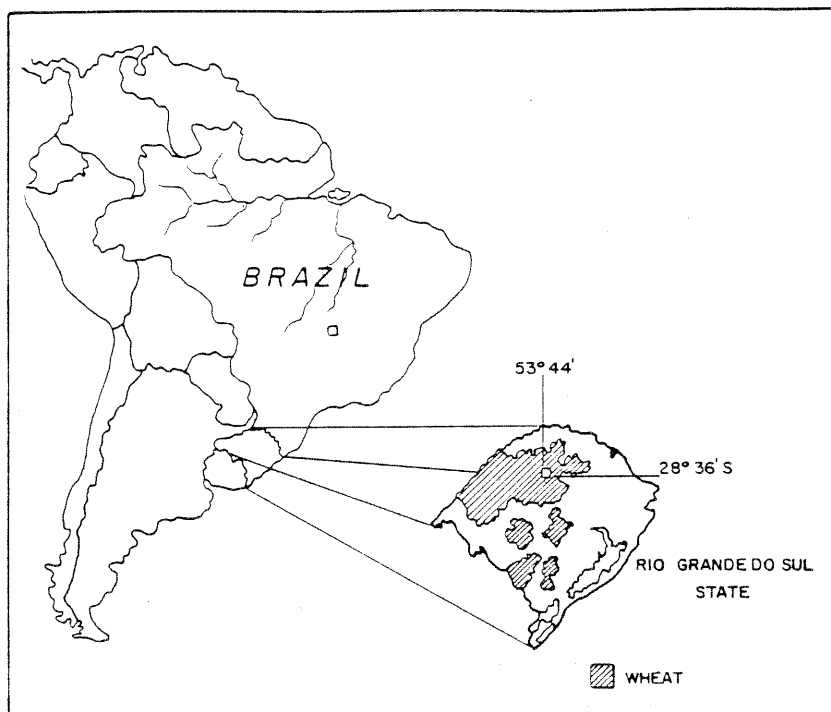 BRAZIL
53° 44'
28° 36' S
RIO GRANDE DO SUL
STATE
WHEAT